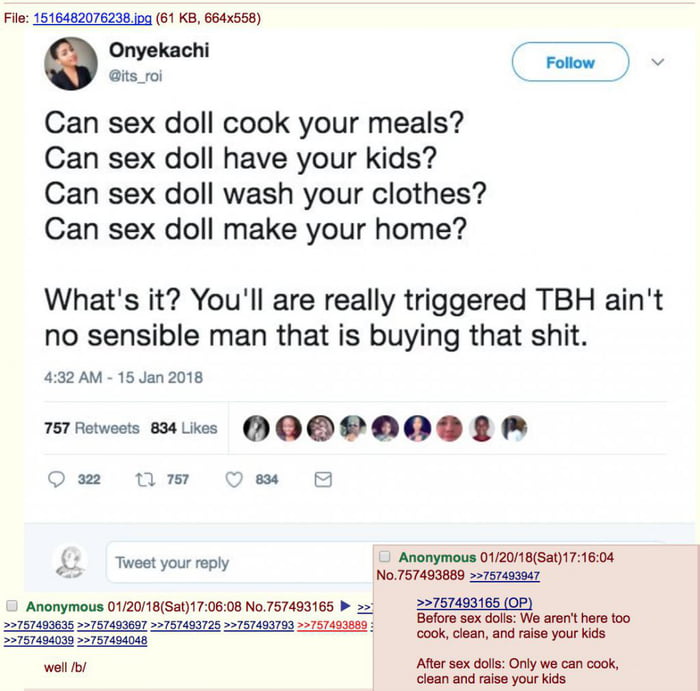 File: 1516482076238.jpg (61 KB, 664x558)
Onyekachi
@its_roi
Follow
Can sex doll cook your meals?
Can sex doll have your kids?
Can sex doll wash your clothes?
Can sex doll make your home?
What's it? You'll are really triggered TBH ain't
no sensible man that is buying that shit.
4:32 AM - 15 Jan 2018
757 Retweets 834 Likes
322 757 834
Tweet your reply
Anonymous 01/20/18(Sat)17:06:08 No.757493165 ▶ >>
>>757493635 >>757493697 >>757493725 >>757493793 >>757493889
>>757494039 >>757494048
well /b/
Anonymous 01/20/18(Sat)17:16:04
No.757493889 >>757493947
>>757493165 (OP)
Before sex dolls: We aren't here too
cook, clean, and raise your kids
After sex dolls: Only we can cook,
clean and raise your kids